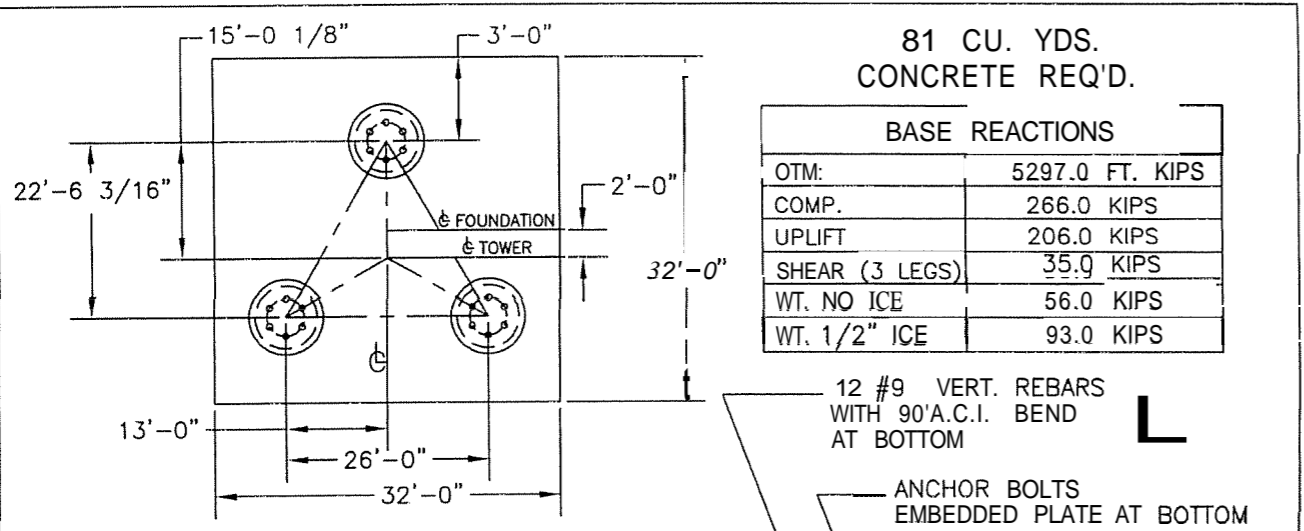 15'-0 1/8"
3'-0"
22'-6 3/16"
2'-0"
℄ FOUNDATION
℄ TOWER
32'-0"
℄
13'-0"
26'-0"
32'-0"
81 CU. YDS.
CONCRETE REQ'D.
BASE REACTIONS
OTM: 5297.0 FT. KIPS
COMP. 266.0 KIPS
UPLIFT 206.0 KIPS
SHEAR (3 LEGS) 35.0 KIPS
WT. NO ICE 56.0 KIPS
WT. 1/2" ICE 93.0 KIPS
12 #9 VERT. REBARS
WITH 90'A.C.I. BEND
AT BOTTOM
ANCHOR BOLTS
EMBEDDED PLATE AT BOTTOM